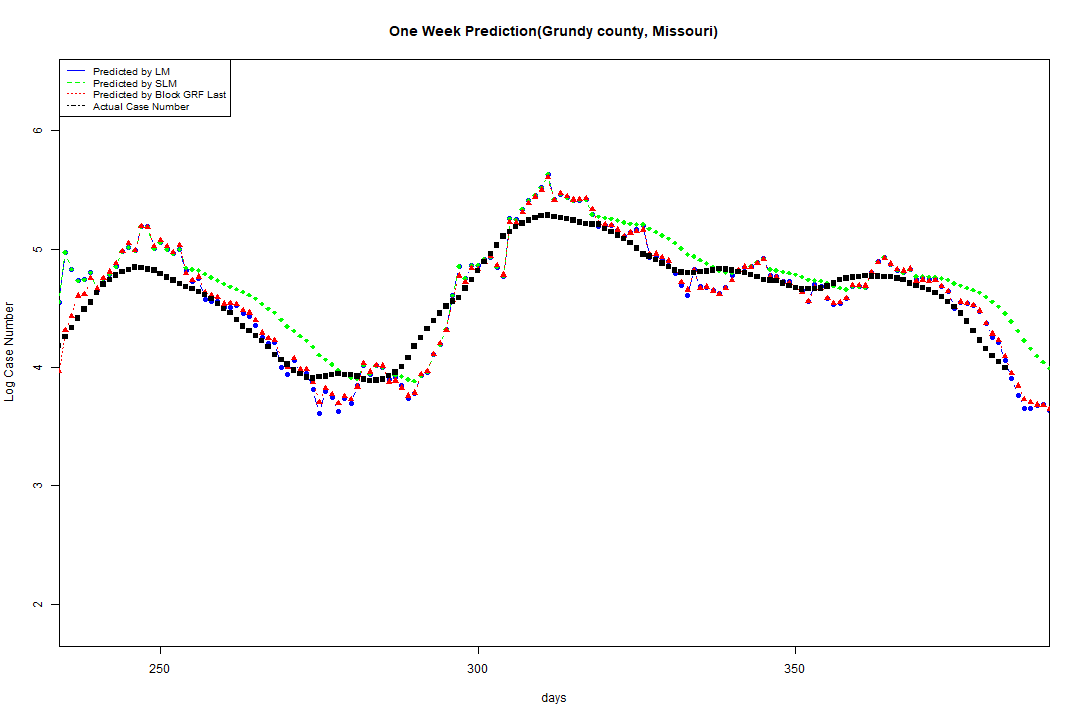 One Week Prediction(Grundy county, Missouri)
Predicted by LM
Predicted by SLM
Predicted by Block GRF Last
Actual Case Number
6
5
4
3
2
Log Case Number
250
300
350
days